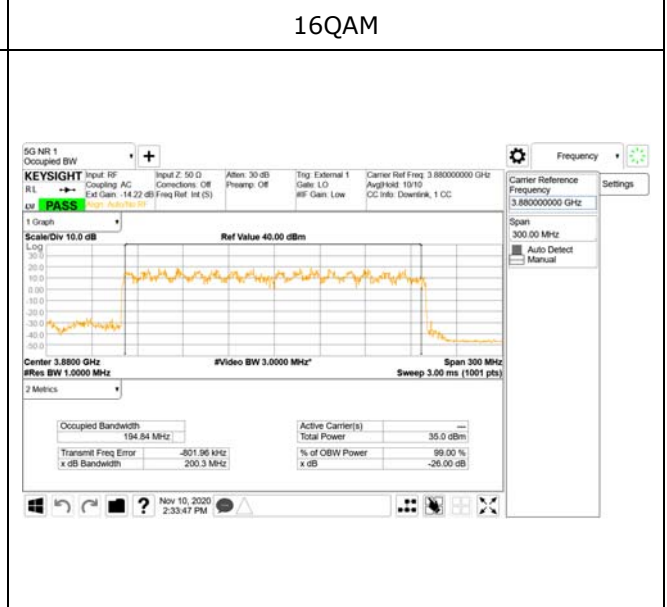 16QAM
5G NR 1
Occupied BW
Frequency
KEYSIGHT
RL
PASS
Input: RF
Coupling: AC
Ext Gain: -14.22 dB
Align: Auto/No RF
Input Z: 50 Ω
Corrections: Off
Freq Ref: Int (S)
Atten: 30 dB
Preamp: Off
Trig: External 1
Gate: LO
#IF Gain: Low
Carrier Ref Freq: 3.880000000 GHz
Avg|Hold: 10/10
CC Info: Downlink, 1 CC
Carrier Reference
Frequency
3.880000000 GHz
Settings
Span
300.00 MHz
Auto Detect
Manual
1 Graph
Scale/Div 10.0 dB
Ref Value 40.00 dBm
Log
30.0
20.0
10.0
0.00
-10.0
-20.0
-30.0
-40.0
-50.0
Center 3.8800 GHz
#Video BW 3.0000 MHz*
Span 300 MHz
#Res BW 1.0000 MHz
Sweep 3.00 ms (1001 pts)
2 Metrics
Occupied Bandwidth
194.84 MHz
Active Carrier(s)
---
Total Power
35.0 dBm
Transmit Freq Error
-801.96 kHz
% of OBW Power
99.00 %
x dB Bandwidth
200.3 MHz
x dB
-26.00 dB
?
Nov 10, 2020
2:33:47 PM